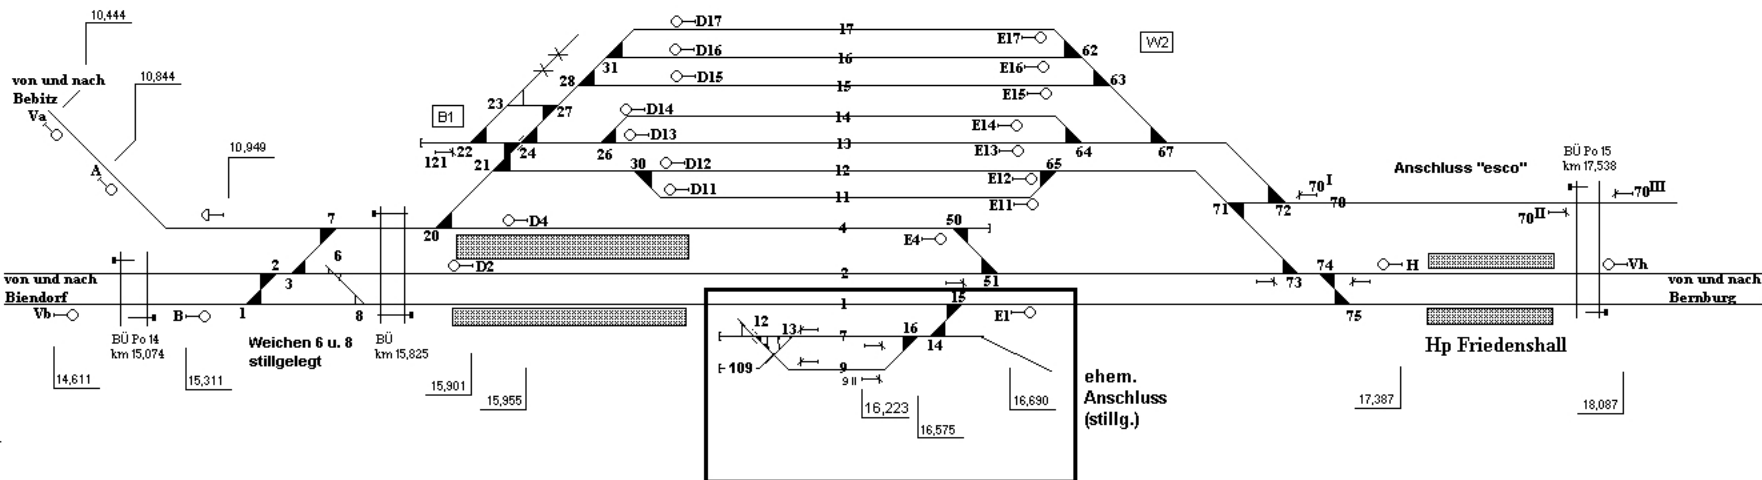 10,444
D17
17
E17
62
W2
D16
16
31
E16
von und nach
Bebitz
10,844
28
D15
15
E15
63
Va
23
B1
27
D14
14
E14
D13
13
E13
121
22
21
24
26
64
67
10,949
A
30
D12
12
E12
65
D11
11
E11
Anschluss "esco"
BÜ Po 15
km 17,538
70 I
70
70 III
71
72
70 II
7
20
D4
4
E4
50
6
2
3
D2
2
51
73
74
H
Vh
von und nach
Biendorf
von und nach
Bernburg
Vb
B
1
8
1
15
E1
75
BÜ Po 14
km 15,074
Weichen 6 u. 8
stillgelegt
BÜ
km 15,825
12
13
7
16
14
Hp Friedenshall
109
9
9 II
14,611
15,311
15,901
15,955
16,223
16,575
16,690
ehem.
Anschluss
(stillg.)
17,387
18,087